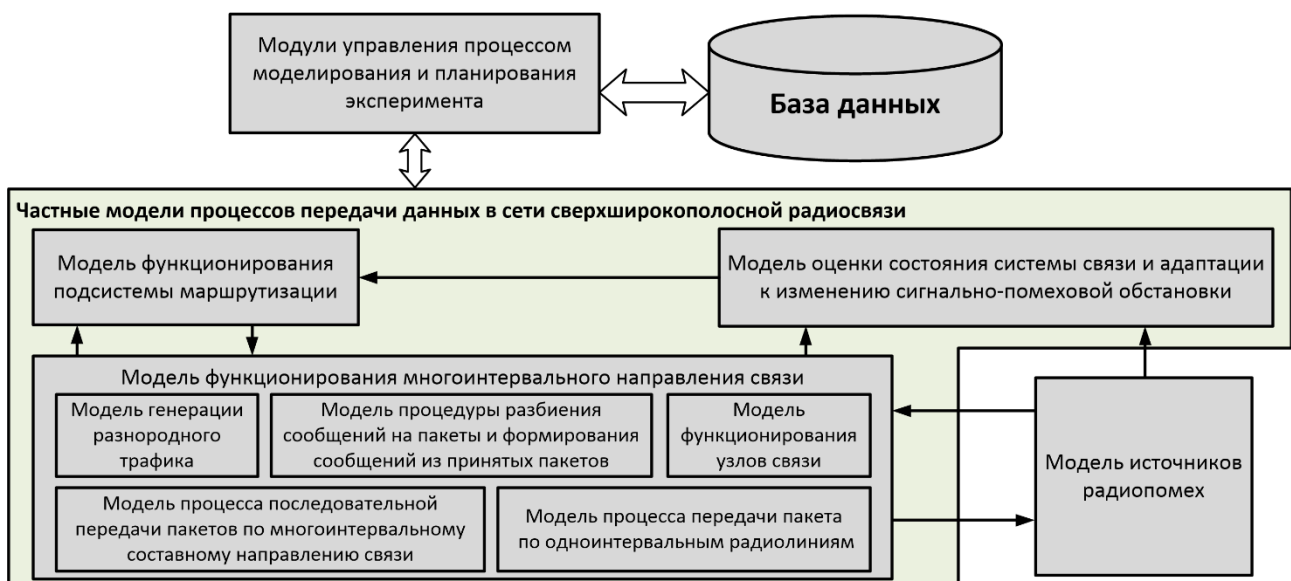 Модули управления процессом
моделирования и планирования
эксперимента
База данных
Частные модели процессов передачи данных в сети сверхширокополосной радиосвязи
Модель функционирования
подсистемы маршрутизации
Модель оценки состояния системы связи и адаптации
к изменению сигнально-помеховой обстановки
Модель функционирования многоинтервального направления связи
Модель генерации
разнородного
трафика
Модель процедуры разбиения
сообщений на пакеты и формирования
сообщений из принятых пакетов
Модель
функционирования
узлов связи
Модель процесса последовательной
передачи пакетов по многоинтервальному
составному направлению связи
Модель процесса передачи пакета
по одноинтервальным радиолиниям
Модель источников
радиопомех